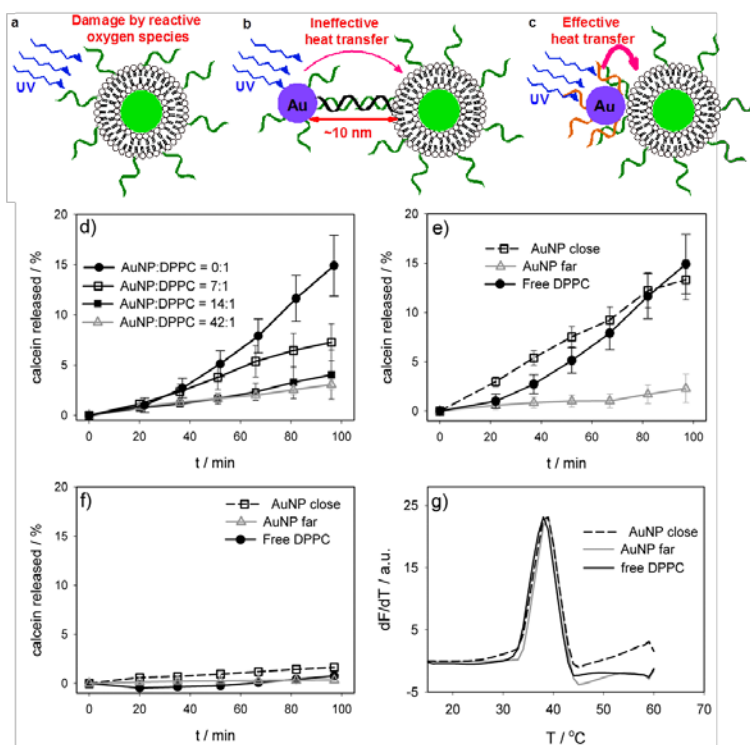 a
Damage by reactive
oxygen species
UV
b
Ineffective
heat transfer
UV
Au
~10 nm
c
Effective
heat transfer
UV
Au
d)
calcein released / %
20
15
10
5
0
AuNP:DPPC = 0:1
AuNP:DPPC = 7:1
AuNP:DPPC = 14:1
AuNP:DPPC = 42:1
0 20 40 60 80 100
t / min
e)
calcein released / %
20
15
10
5
0
AuNP close
AuNP far
Free DPPC
0 20 40 60 80 100
t / min
f)
calcein released / %
20
15
10
5
0
AuNP close
AuNP far
Free DPPC
0 20 40 60 80 100
t / min
g)
dF/dT / a.u.
25
15
5
-5
AuNP close
AuNP far
free DPPC
20 30 40 50 60 70
T / °C